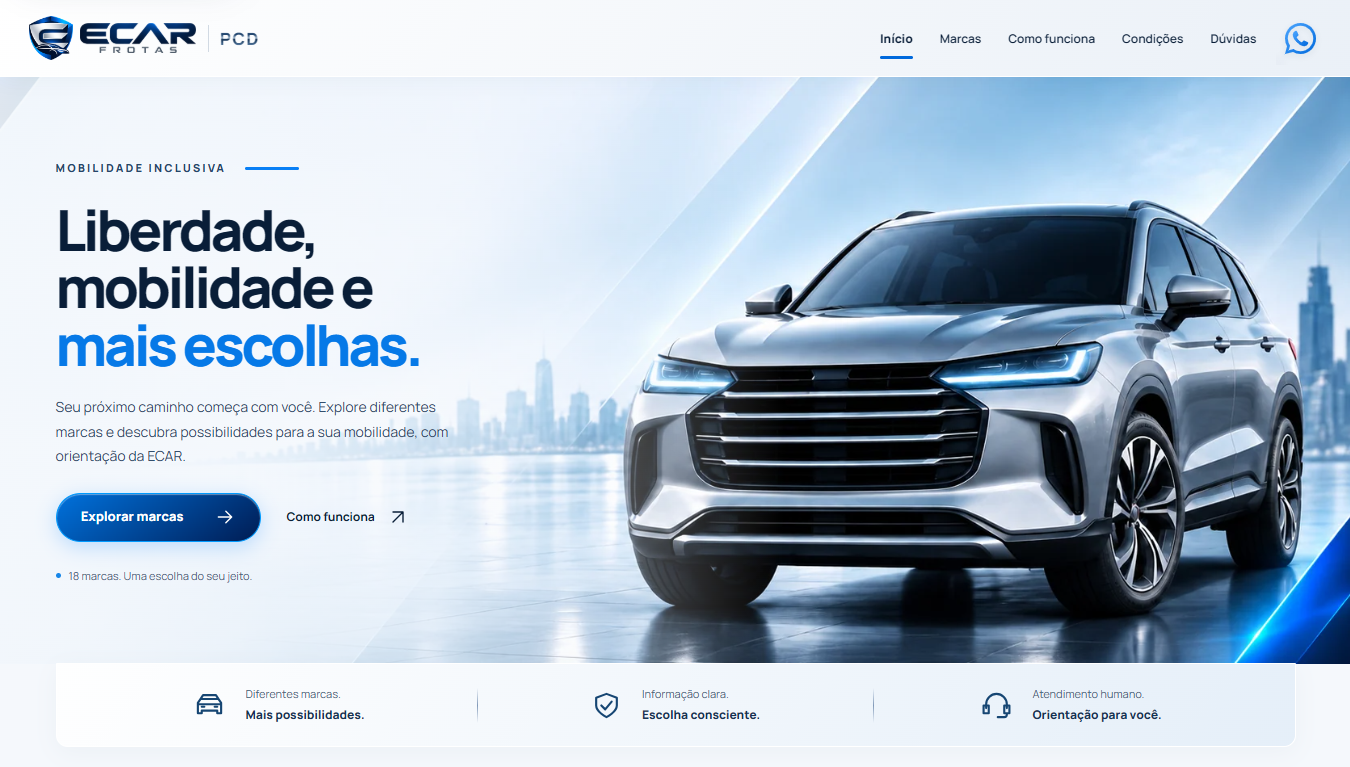 ECAR
FROTAS
PCD
Início
Marcas
Como funciona
Condições
Dúvidas
MOBILIDADE INCLUSIVA
Liberdade,
mobilidade e
mais escolhas.
Seu próximo caminho começa com você. Explore diferentes
marcas e descubra possibilidades para a sua mobilidade, com
orientação da ECAR.
Explorar marcas
Como funciona
18 marcas. Uma escolha do seu jeito.
Diferentes marcas.
Mais possibilidades.
Informação clara.
Escolha consciente.
Atendimento humano.
Orientação para você.